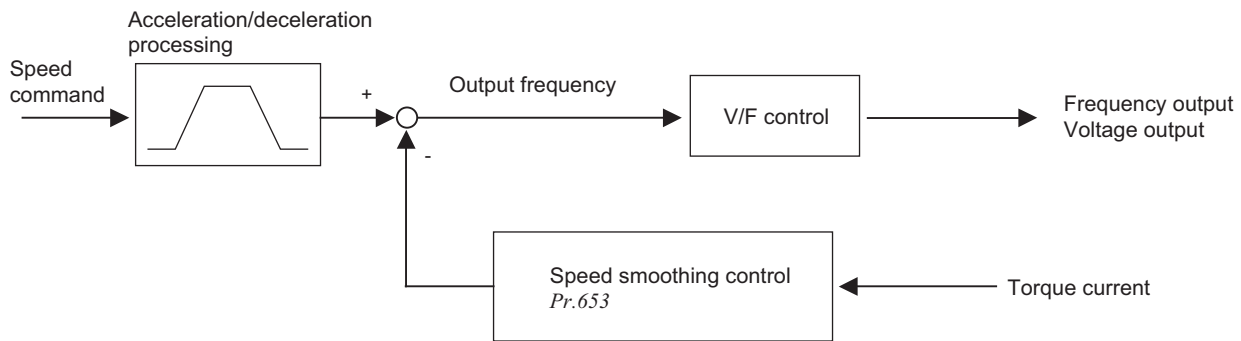 Acceleration/deceleration
processing
Speed
command
+
Output frequency
-
V/F control
Frequency output
Voltage output
Speed smoothing control
Pr.653
Torque current